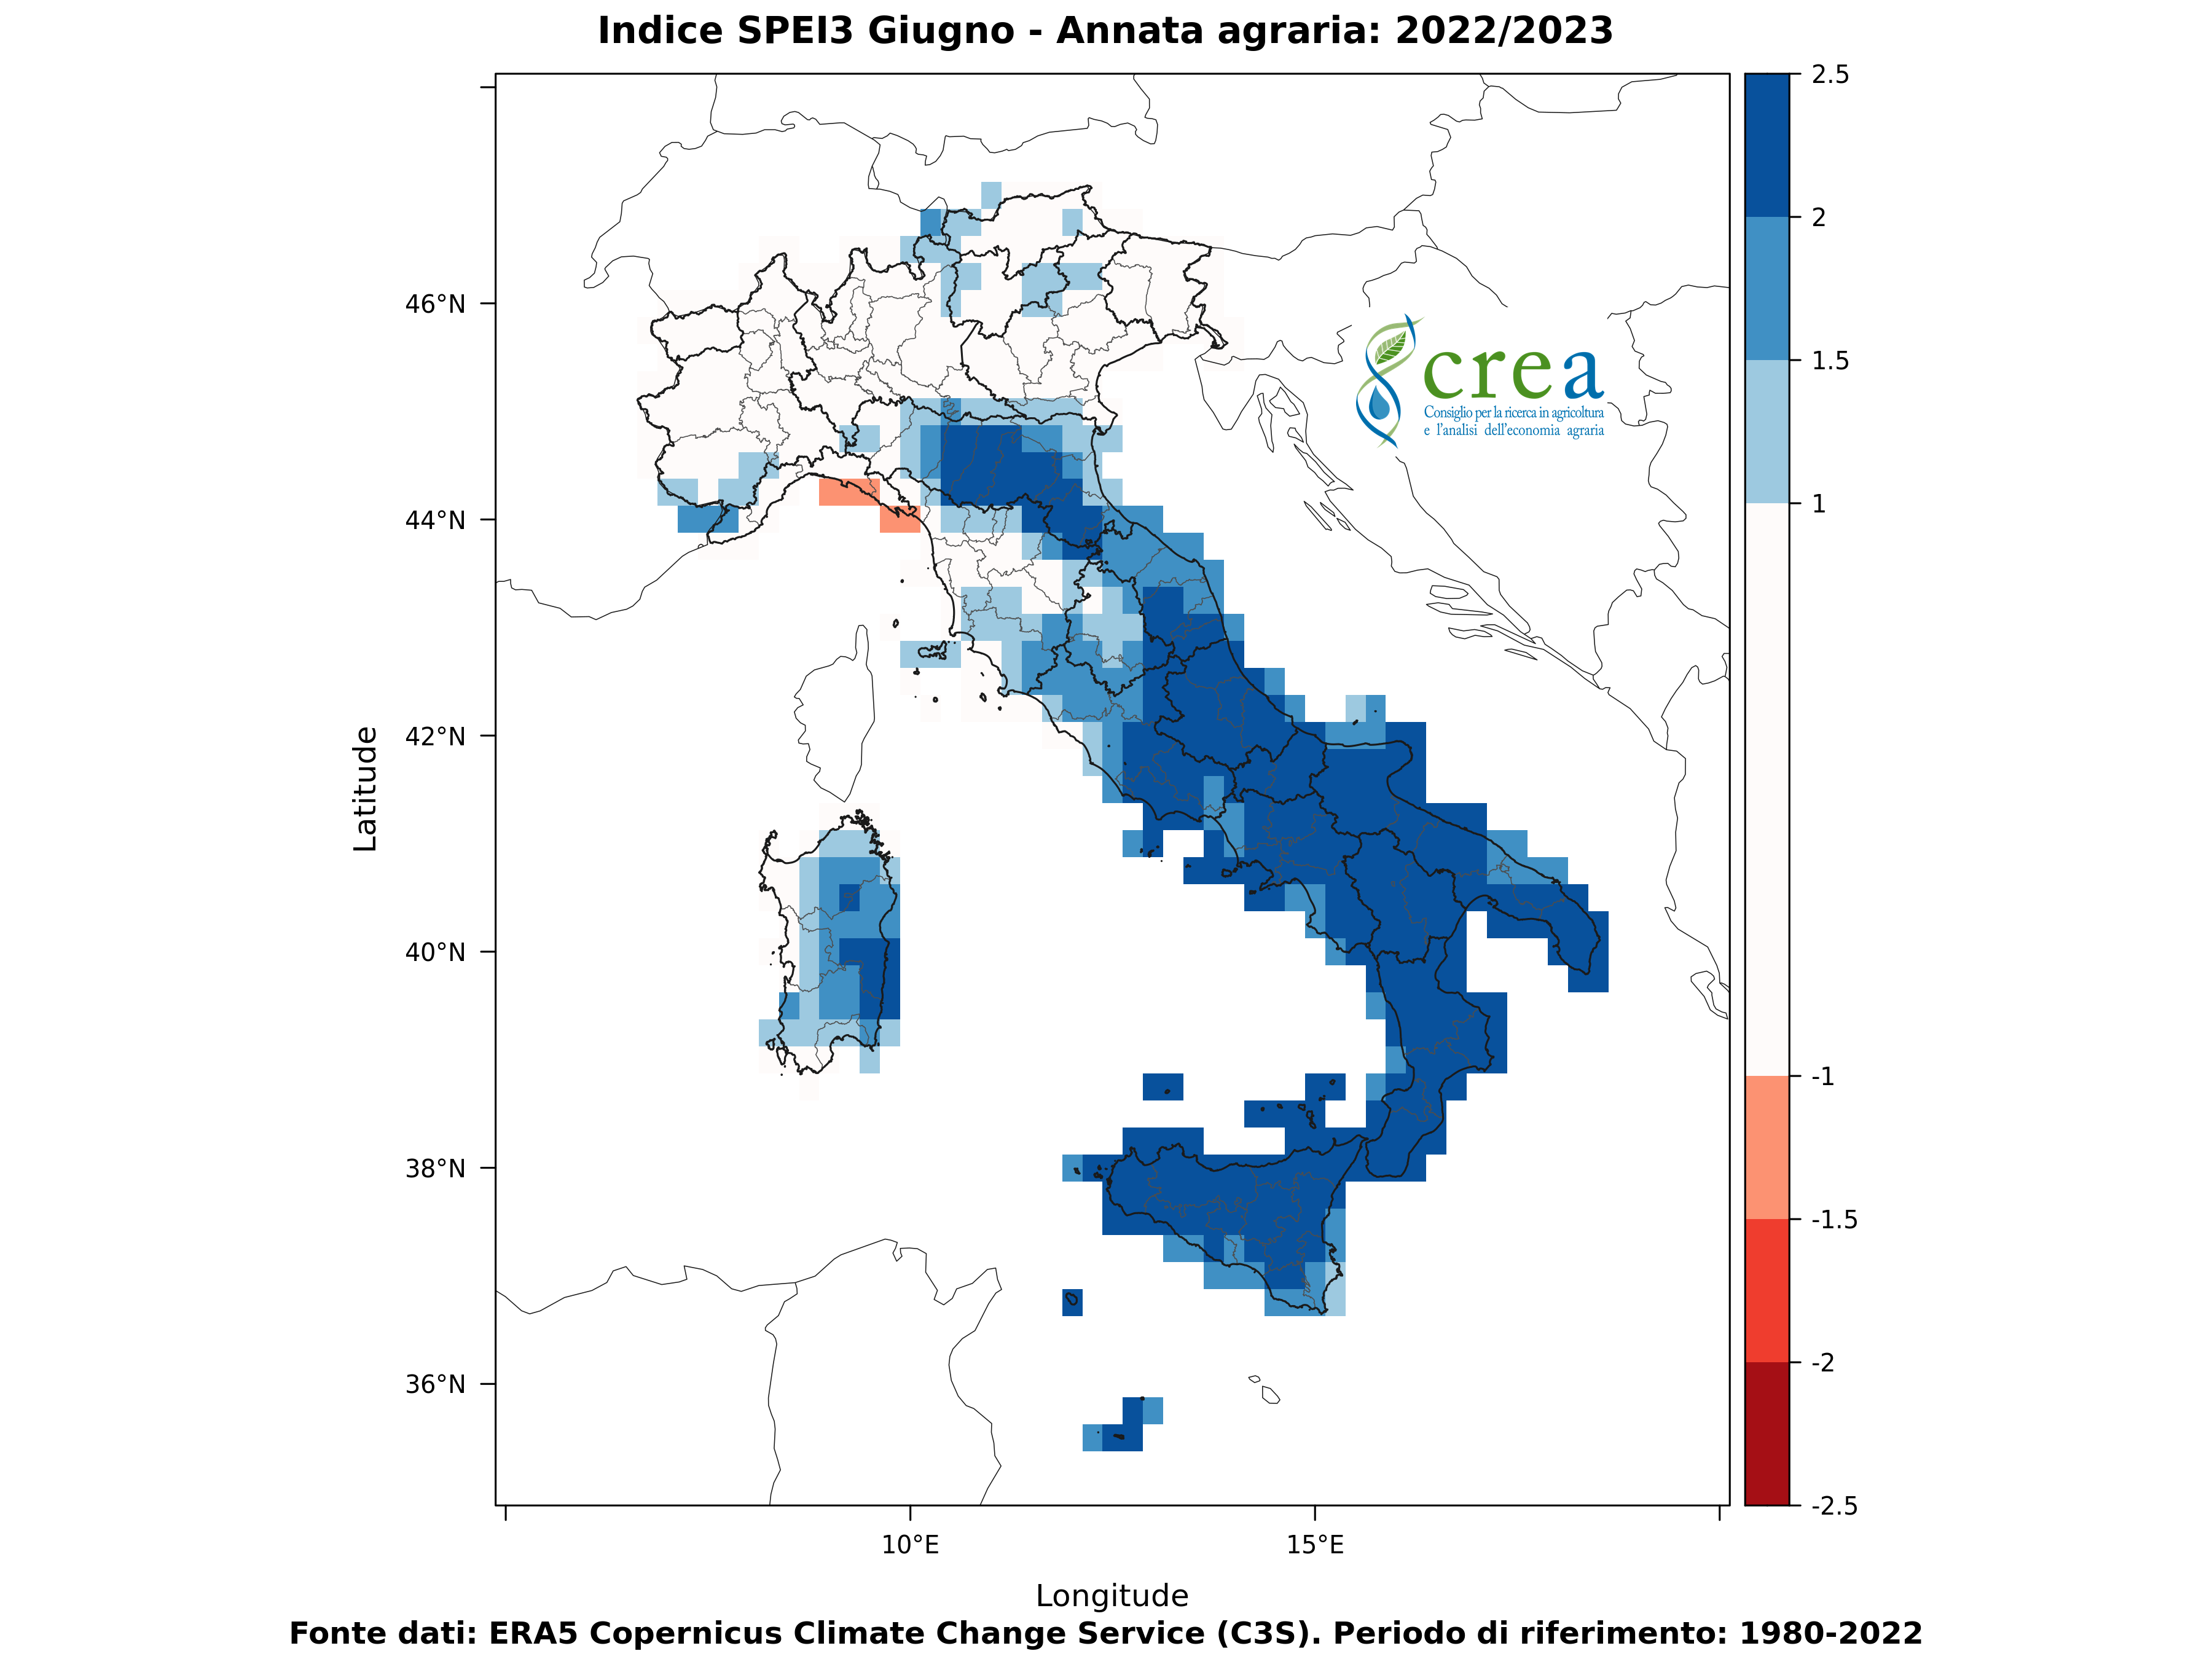 Indice SPEI3 Giugno - Annata agraria: 2022/2023
2.5
2
1.5
1
-1
-1.5
-2
-2.5
46°N
44°N
42°N
40°N
38°N
36°N
Latitude
crea
Consiglio per la ricerca in agricoltura
e l'analisi dell'economia agraria
10°E
15°E
Longitude
Fonte dati: ERA5 Copernicus Climate Change Service (C3S). Periodo di riferimento: 1980-2022